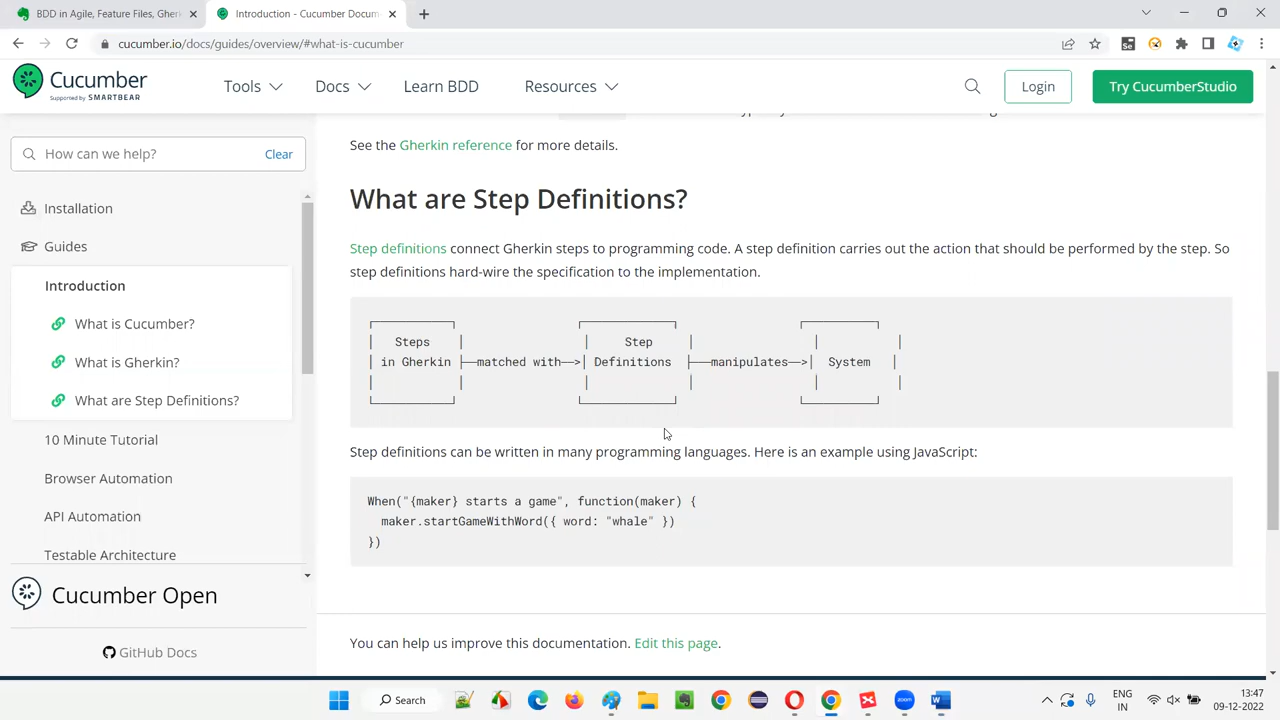 BDD in Agile, Feature Files, Gherk
Introduction - Cucumber Docum
cucumber.io/docs/guides/overview/#what-is-cucumber
Cucumber
Supported by SMARTBEAR
Tools
Docs
Learn BDD
Resources
Login
Try CucumberStudio
How can we help?
Clear
Installation
Guides
Introduction
What is Cucumber?
What is Gherkin?
What are Step Definitions?
10 Minute Tutorial
Browser Automation
API Automation
Testable Architecture
Cucumber Open
GitHub Docs
See the Gherkin reference for more details.
What are Step Definitions?
Step definitions connect Gherkin steps to programming code. A step definition carries out the action that should be performed by the step. So
step definitions hard-wire the specification to the implementation.
Steps Step
in Gherkin matched with Definitions manipulates System
Step definitions can be written in many programming languages. Here is an example using JavaScript:
When("{maker} starts a game", function(maker) {
maker.startGameWithWord({ word: "whale" })
})
You can help us improve this documentation. Edit this page.
Search
zoom
ENG
IN
13:47
09-12-2022